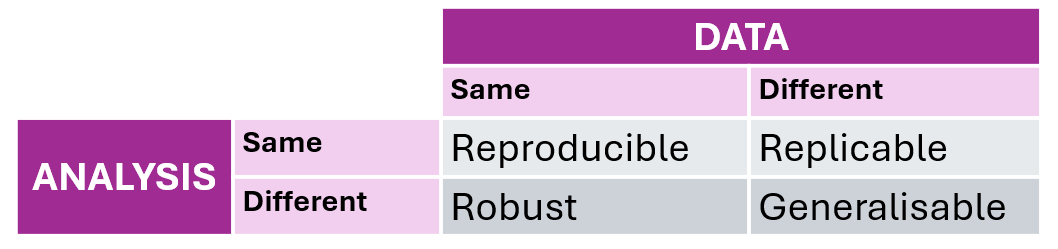 DATA
Same Different
ANALYSIS
Same Reproducible Replicable
Different Robust Generalisable